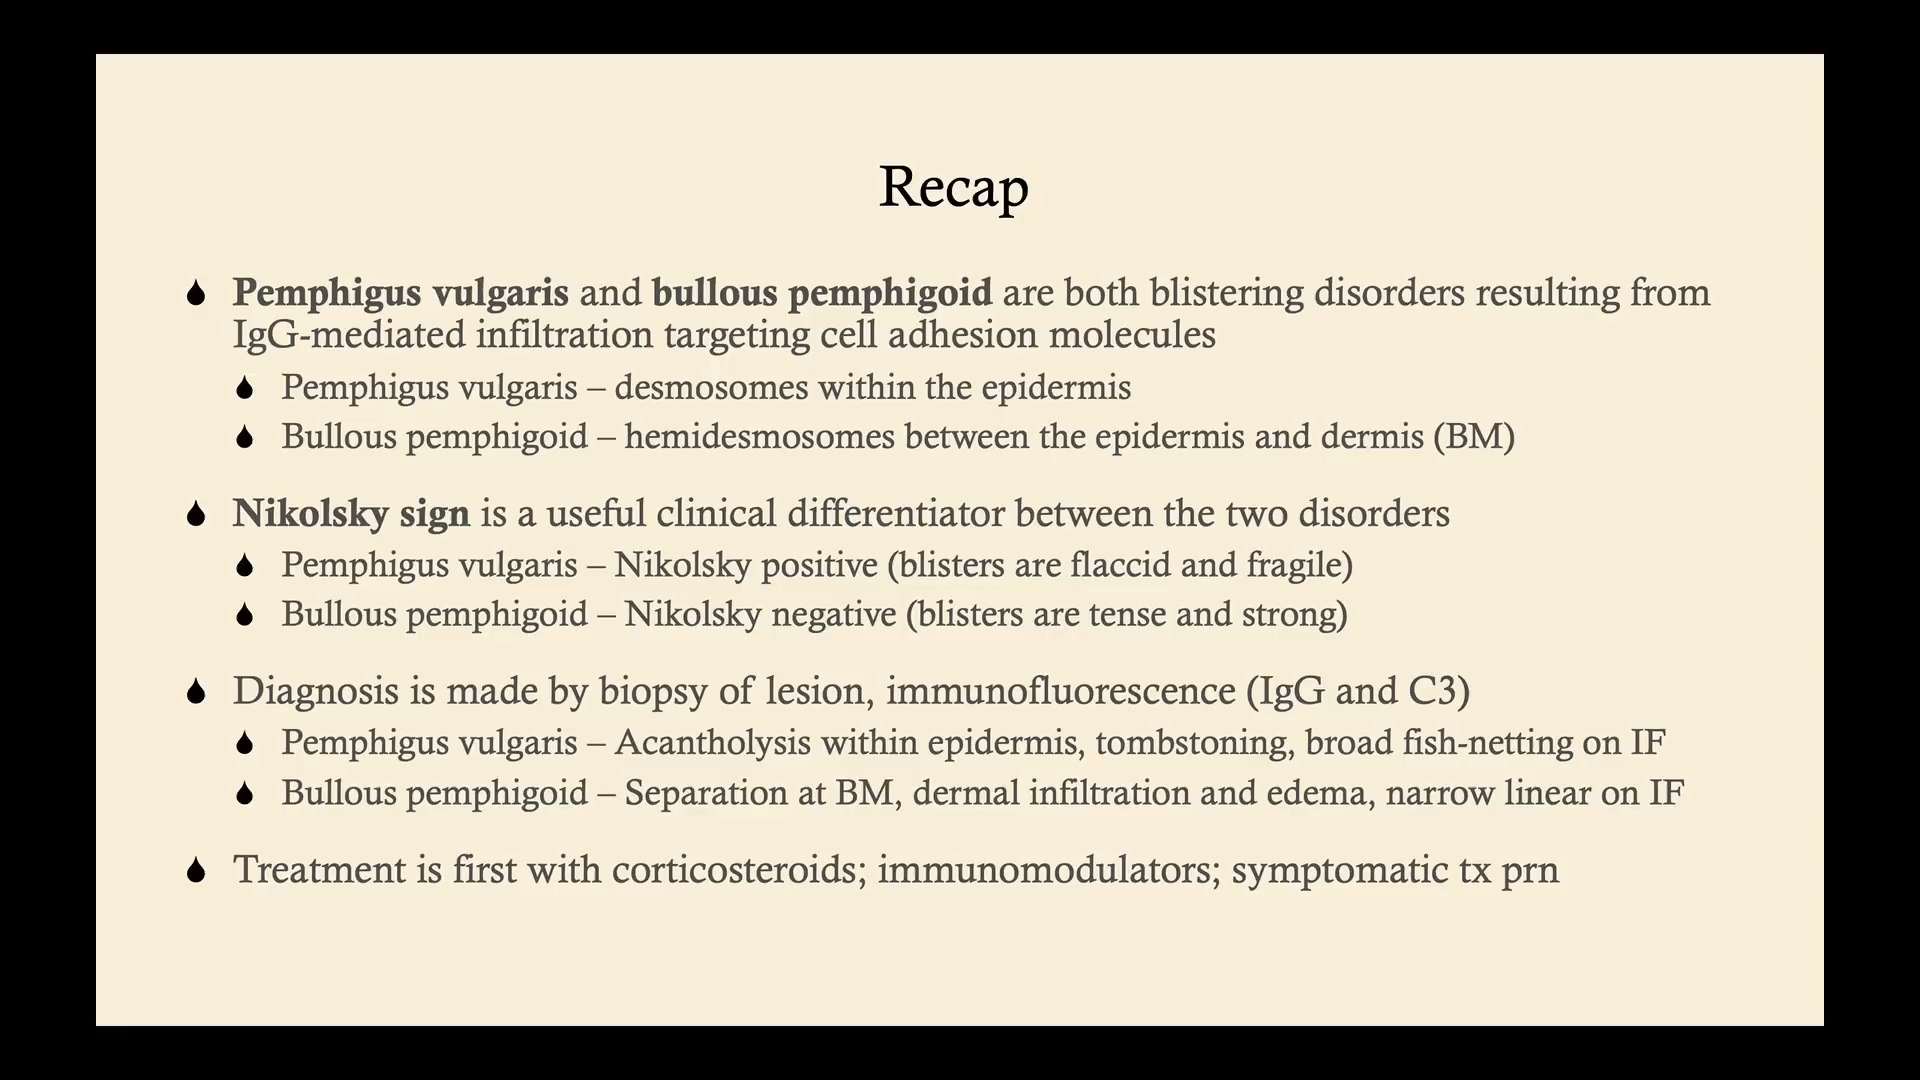 Recap
Pemphigus vulgaris and bullous pemphigoid are both blistering disorders resulting from
IgG-mediated infiltration targeting cell adhesion molecules
Pemphigus vulgaris – desmosomes within the epidermis
Bullous pemphigoid – hemidesmosomes between the epidermis and dermis (BM)
Nikolsky sign is a useful clinical differentiator between the two disorders
Pemphigus vulgaris – Nikolsky positive (blisters are flaccid and fragile)
Bullous pemphigoid – Nikolsky negative (blisters are tense and strong)
Diagnosis is made by biopsy of lesion, immunofluorescence (IgG and C3)
Pemphigus vulgaris – Acantholysis within epidermis, tombstoning, broad fish-netting on IF
Bullous pemphigoid – Separation at BM, dermal infiltration and edema, narrow linear on IF
Treatment is first with corticosteroids; immunomodulators; symptomatic tx prn